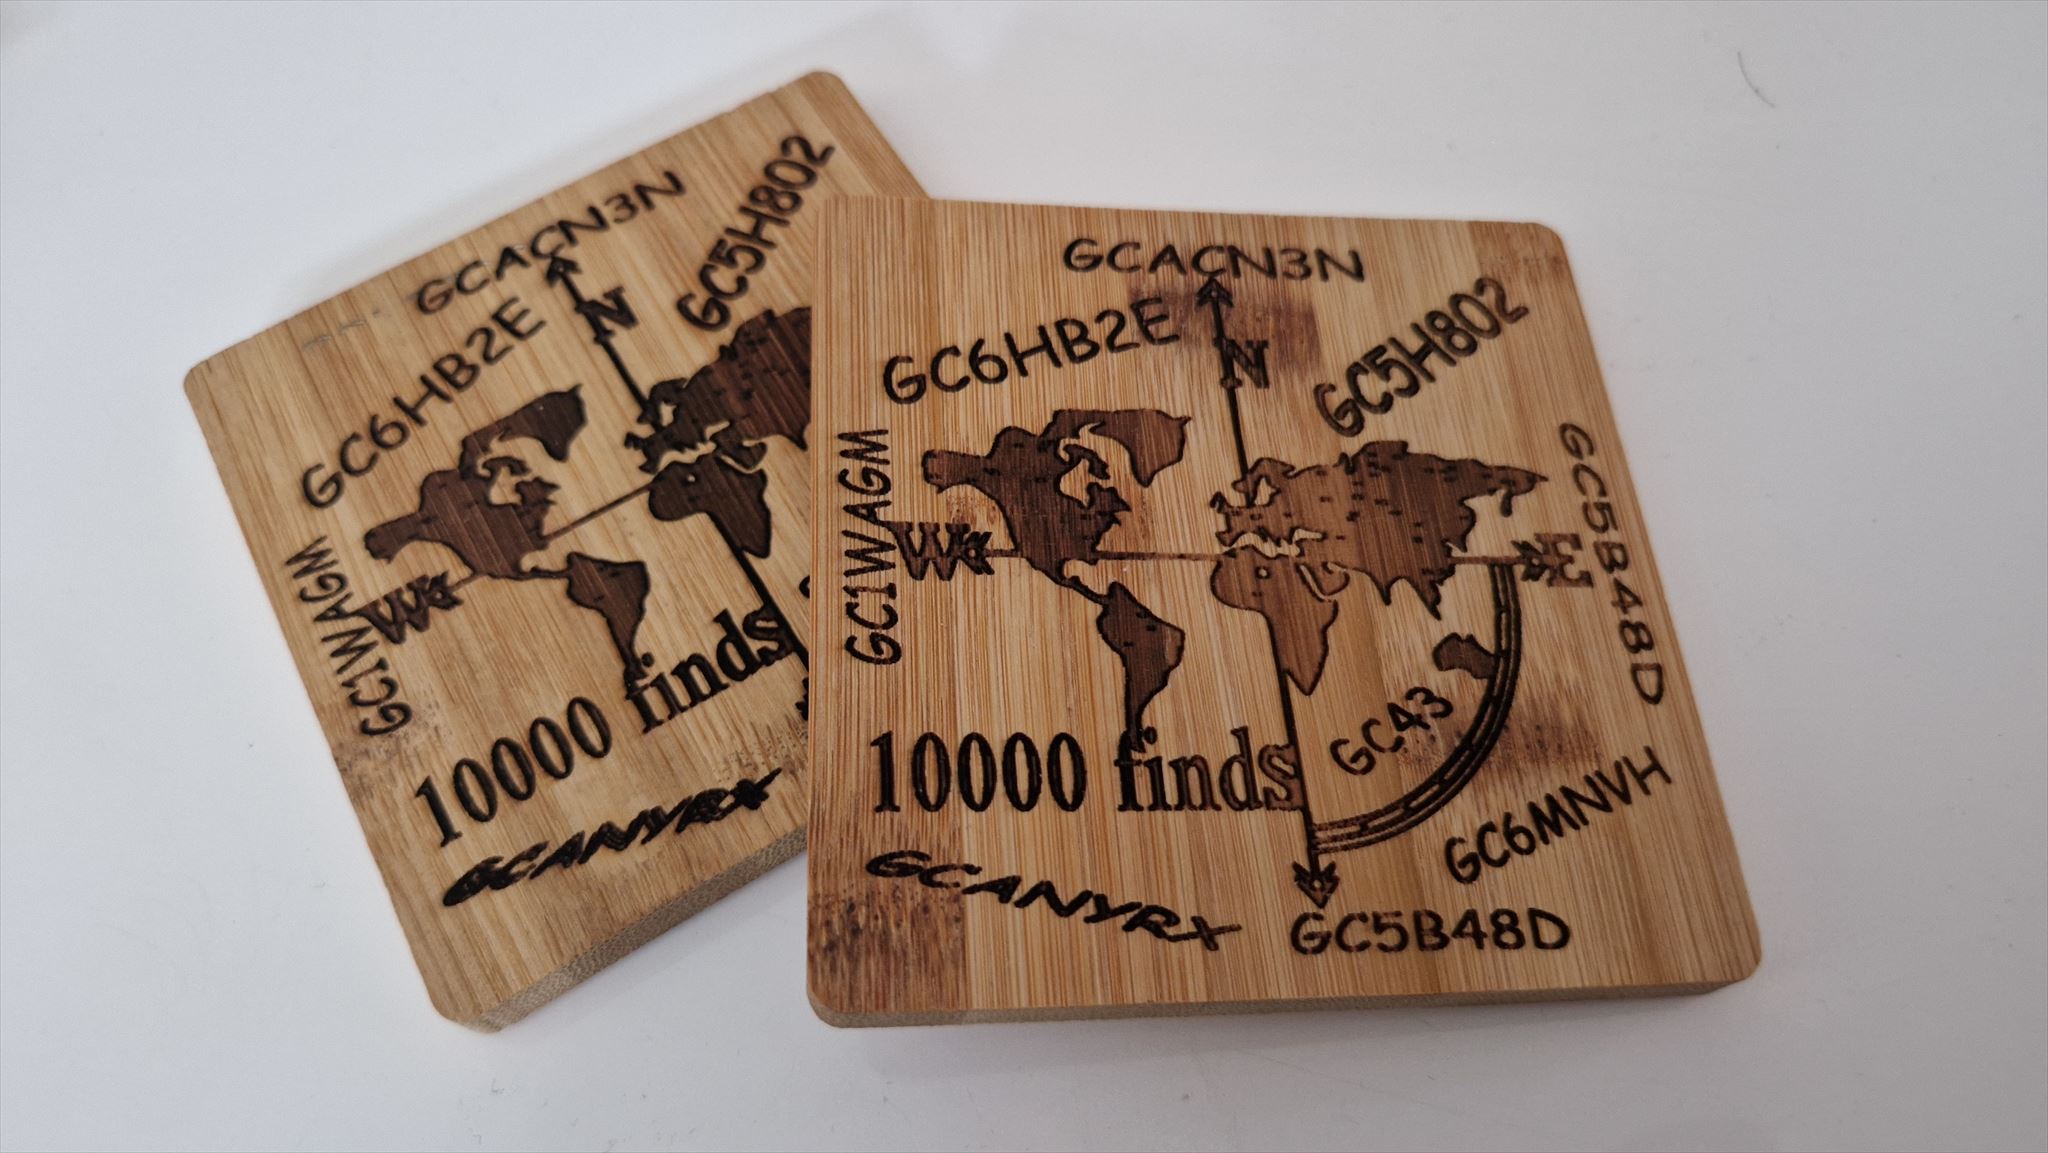 GCACN3N
GC5H802
GC6HB2E
N
GC1WAGM
W
10000 finds
GCANYRX
GCACN3N
GC6HB2E
N
GC5H802
GC1WAGM
W
E
GC5B48D
GC43
10000 finds
GC6MNVH
GCANYRX
GC5B48D